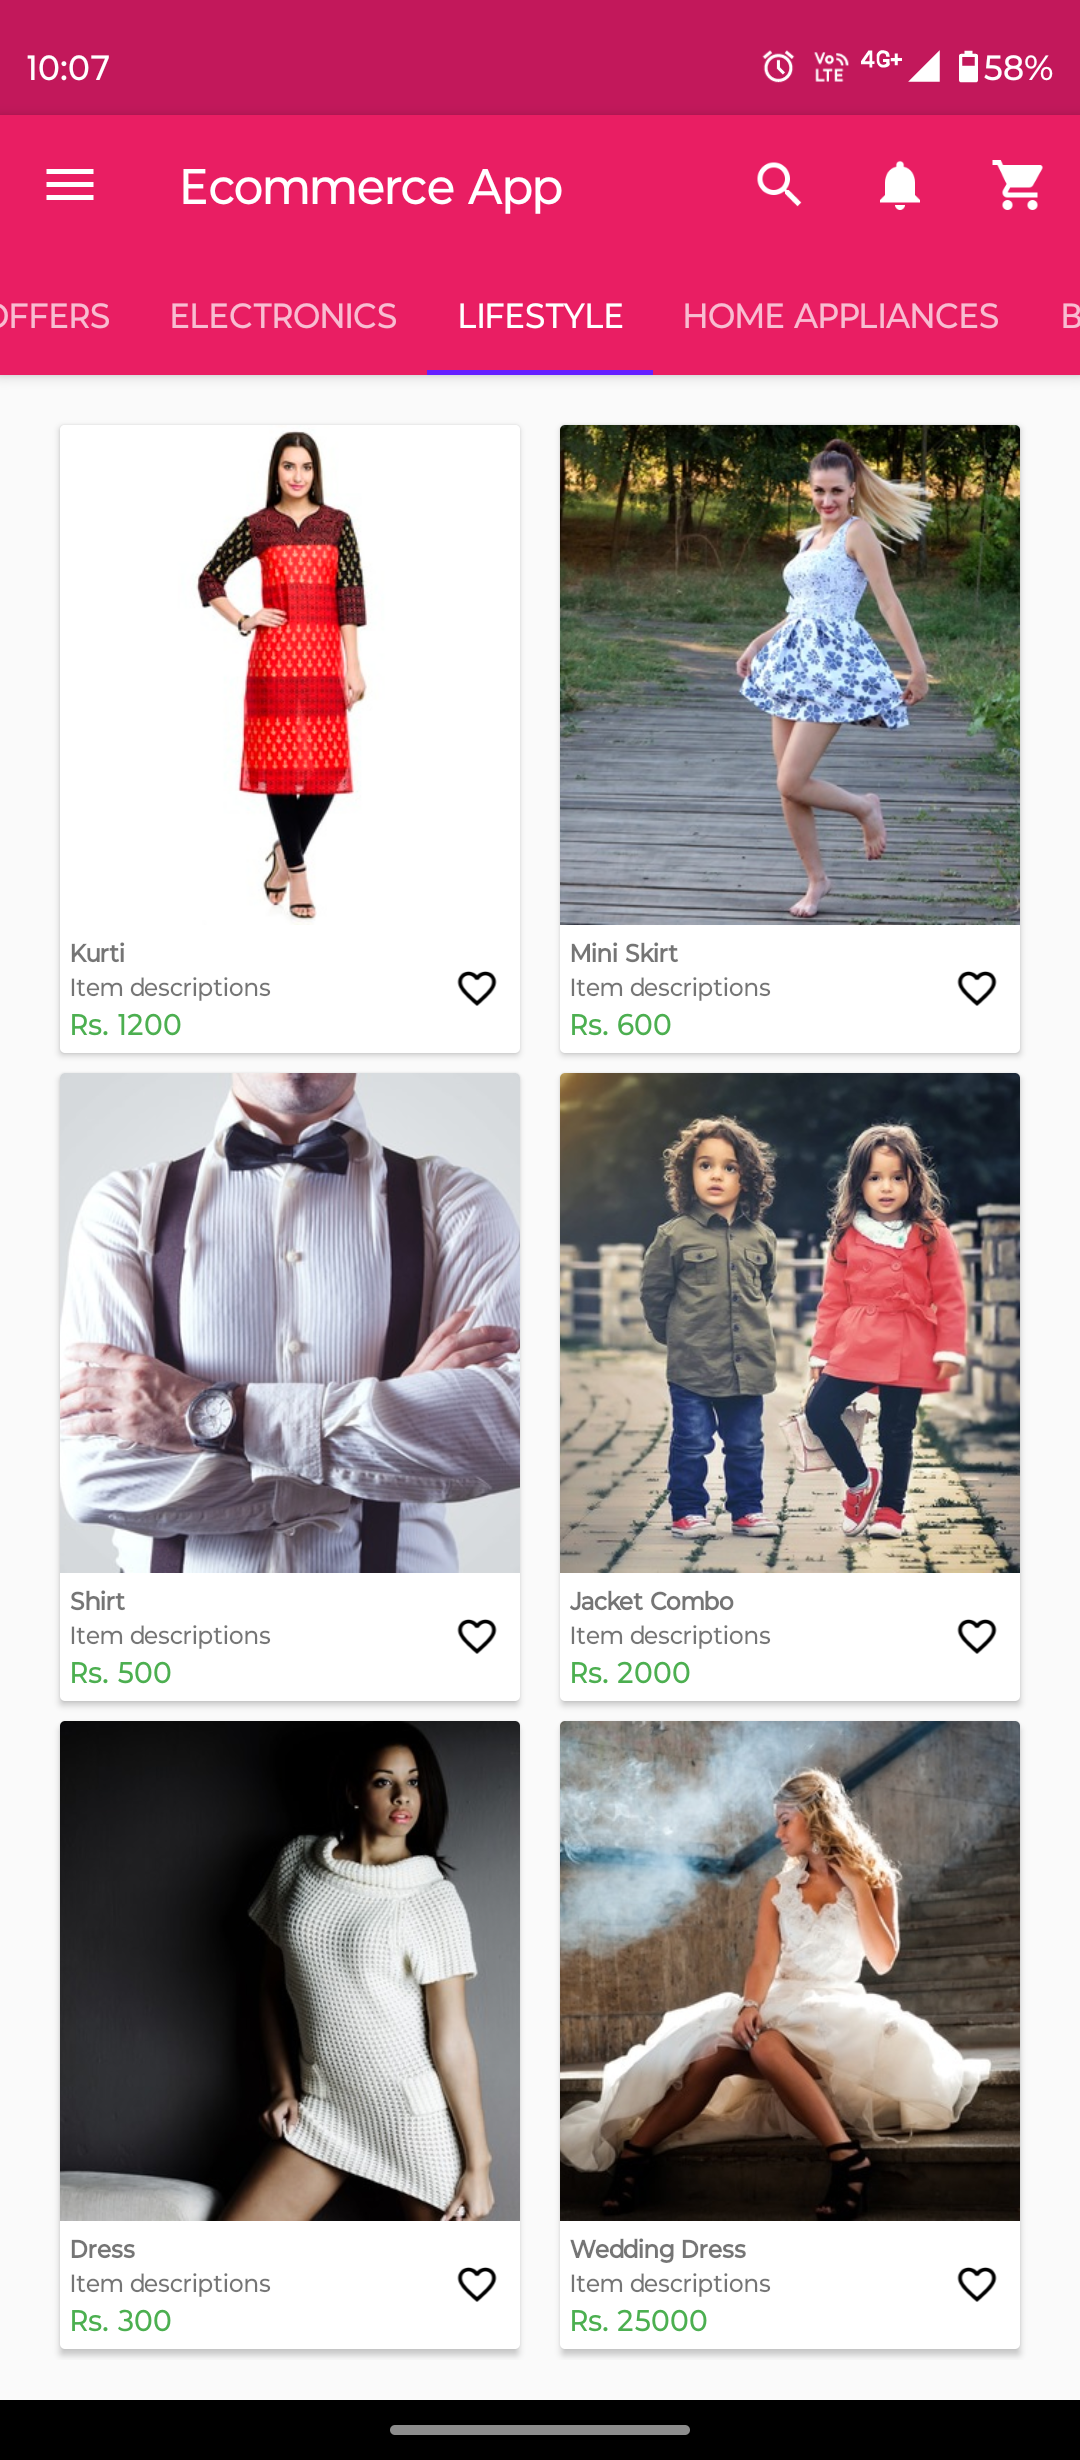 10:07
Vo LTE 4G+ 58%
Ecommerce App
OFFERS ELECTRONICS LIFESTYLE HOME APPLIANCES B
Kurti
Item descriptions
Rs. 1200
Mini Skirt
Item descriptions
Rs. 600
Shirt
Item descriptions
Rs. 500
Jacket Combo
Item descriptions
Rs. 2000
Dress
Item descriptions
Rs. 300
Wedding Dress
Item descriptions
Rs. 25000